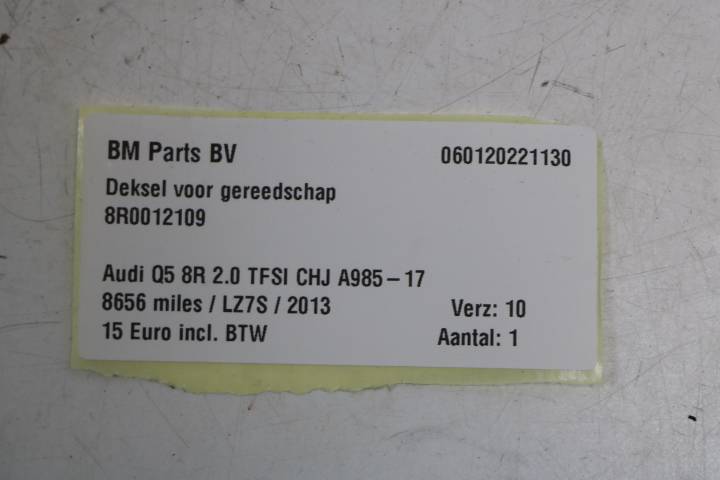 BM Parts BV 060120221130
Deksel voor gereedschap
8R0012109
Audi Q5 8R 2.0 TFSI CHJ A985-17
8656 miles / LZ7S / 2013 Verz: 10
15 Euro incl. BTW Aantal: 1